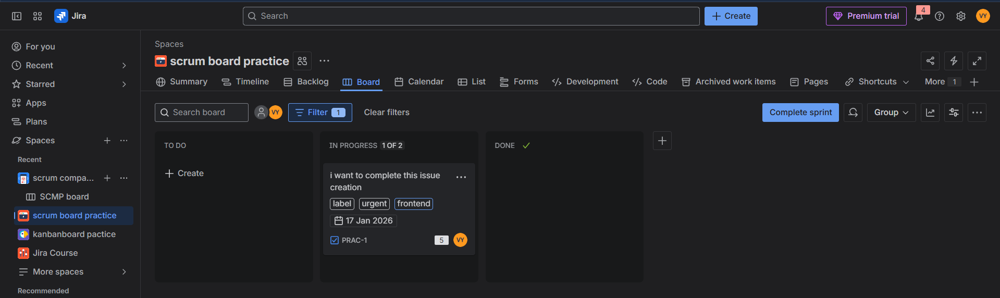 Jira
Search
Create
Premium trial
4
VY
For you
Recent
Starred
Apps
Plans
Spaces
Recent
scrum compa...
SCMP board
scrum board practice
kanbanboard pactice
Jira Course
More spaces
Recommended
Spaces
scrum board practice
Summary
Timeline
Backlog
Board
Calendar
List
Forms
Development
Code
Archived work items
Pages
Shortcuts
More 1
Search board
VY
Filter 1
Clear filters
Complete sprint
Group
TO DO
Create
IN PROGRESS 1 OF 2
i want to complete this issue
creation
label urgent frontend
17 Jan 2026
PRAC-1
5
VY
DONE